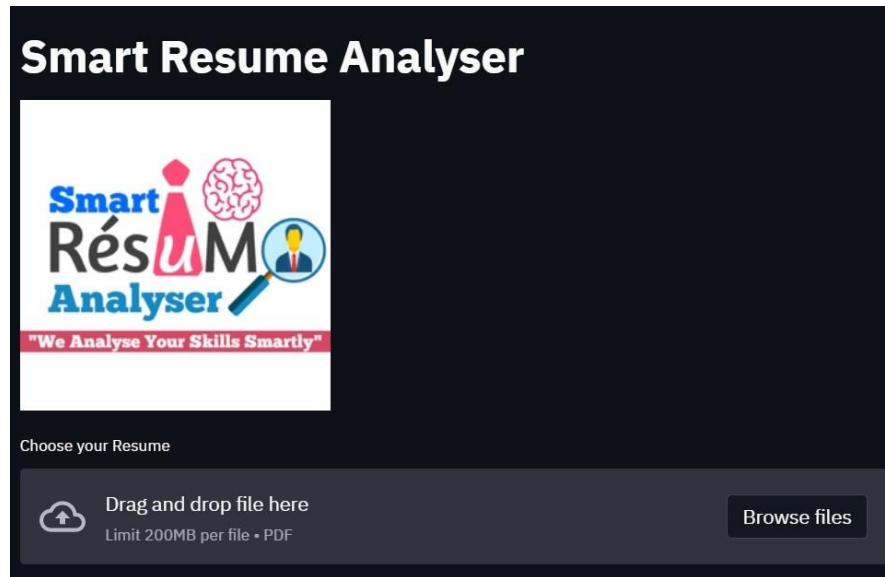 Smart Resume Analyser
Smart
RésuM
Analyser
"We Analyse Your Skills Smartly"
Choose your Resume
Drag and drop file here
Limit 200MB per file • PDF
Browse files